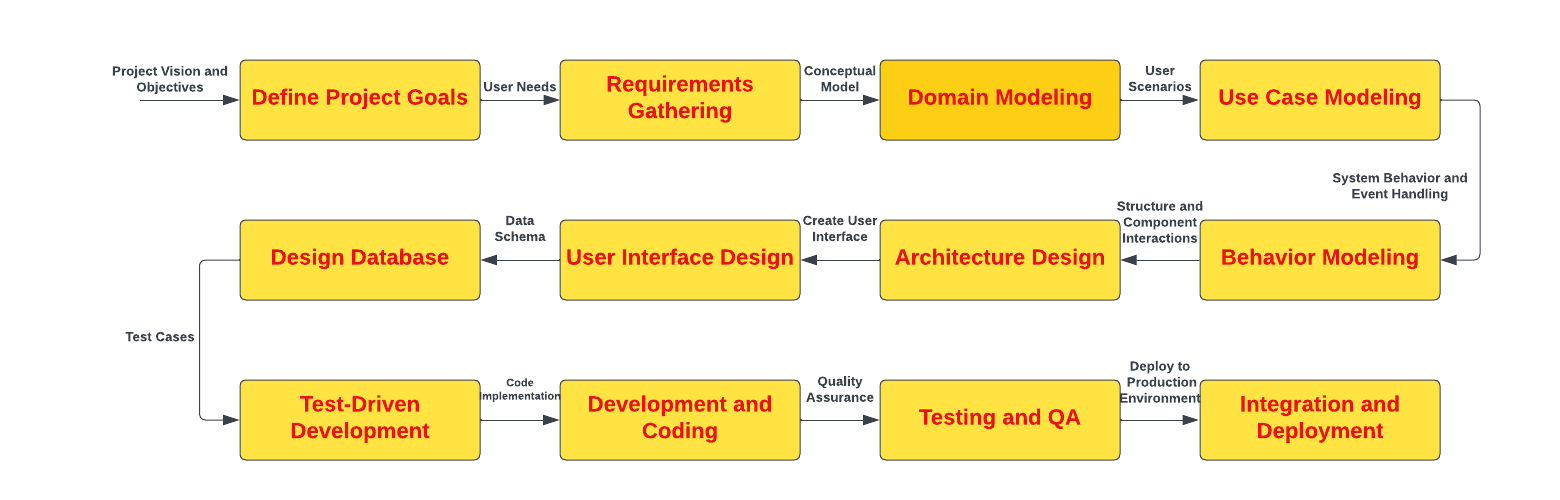 Project Vision and
Objectives
Define Project Goals
User Needs
Requirements
Gathering
Conceptual
Model
Domain Modeling
User
Scenarios
Use Case Modeling
System Behavior and
Event Handling
Behavior Modeling
Structure and
Component
Interactions
Architecture Design
Create User
Interface
User Interface Design
Data
Schema
Design Database
Test Cases
Test-Driven
Development
Code
Implementation
Development and
Coding
Quality
Assurance
Testing and QA
Deploy to
Production
Environment
Integration and
Deployment